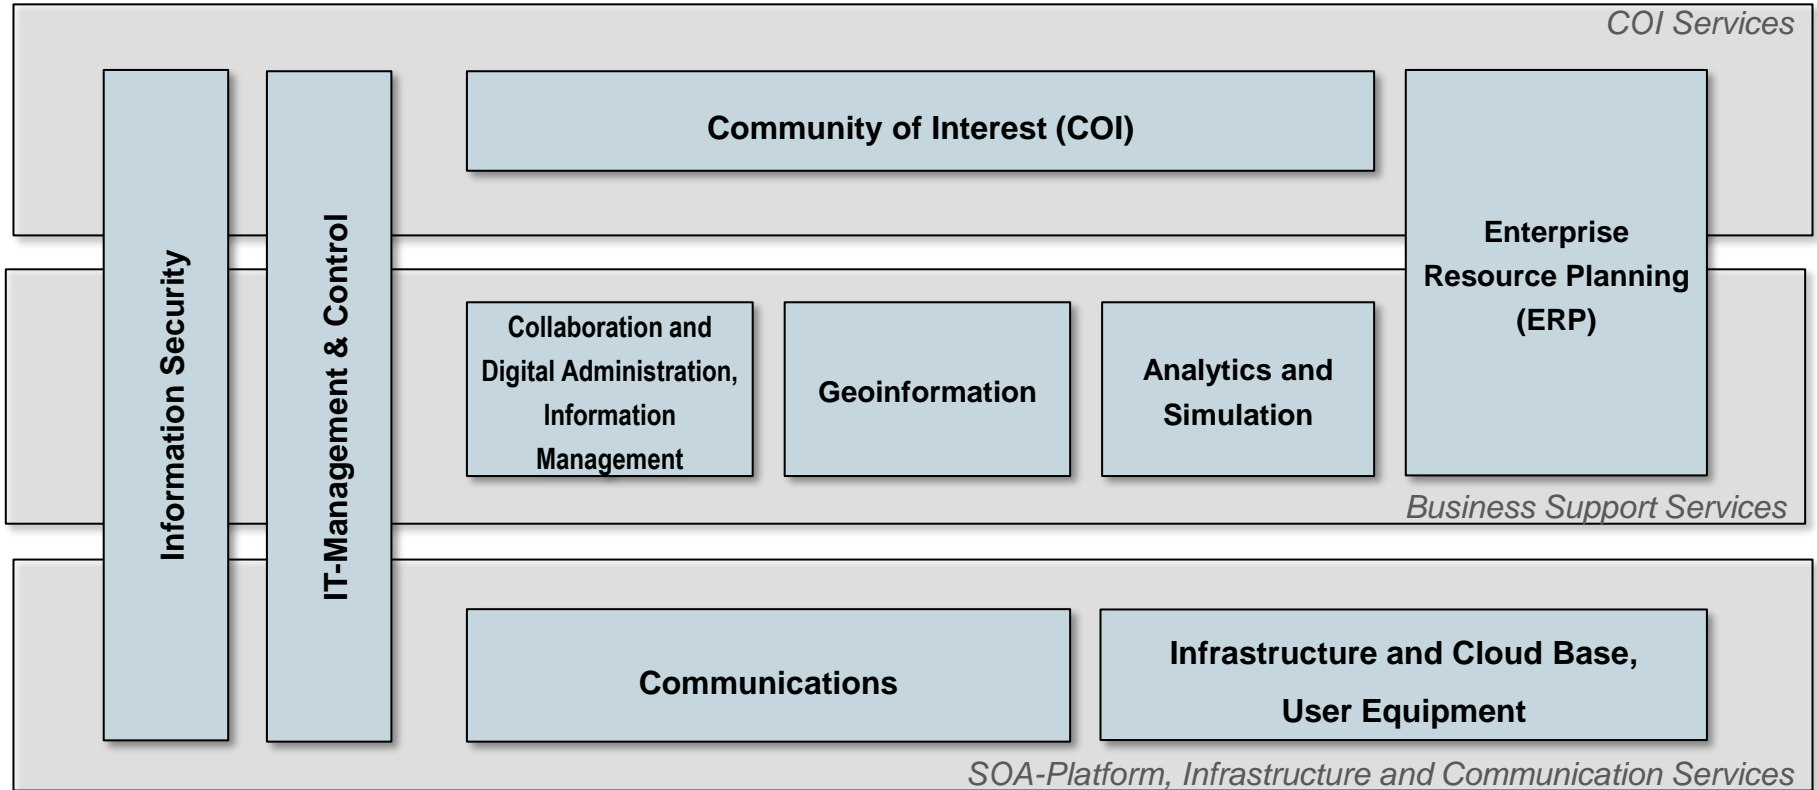 COI Services
Information Security
IT-Management & Control
Community of Interest (COI)
Enterprise
Resource Planning
(ERP)
Collaboration and
Digital Administration,
Information
Management
Geoinformation
Analytics and
Simulation
Business Support Services
Communications
Infrastructure and Cloud Base,
User Equipment
SOA-Platform, Infrastructure and Communication Services